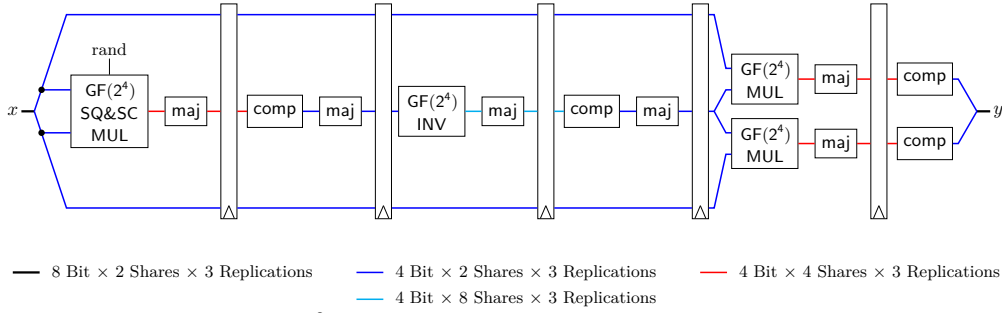 rand
x
GF(2⁴)
SQ&SC
MUL
maj
comp
maj
GF(2⁴)
INV
maj
comp
maj
GF(2⁴)
MUL
maj
comp
GF(2⁴)
MUL
maj
comp
y
8 Bit × 2 Shares × 3 Replications
4 Bit × 2 Shares × 3 Replications
4 Bit × 4 Shares × 3 Replications
4 Bit × 8 Shares × 3 Replications